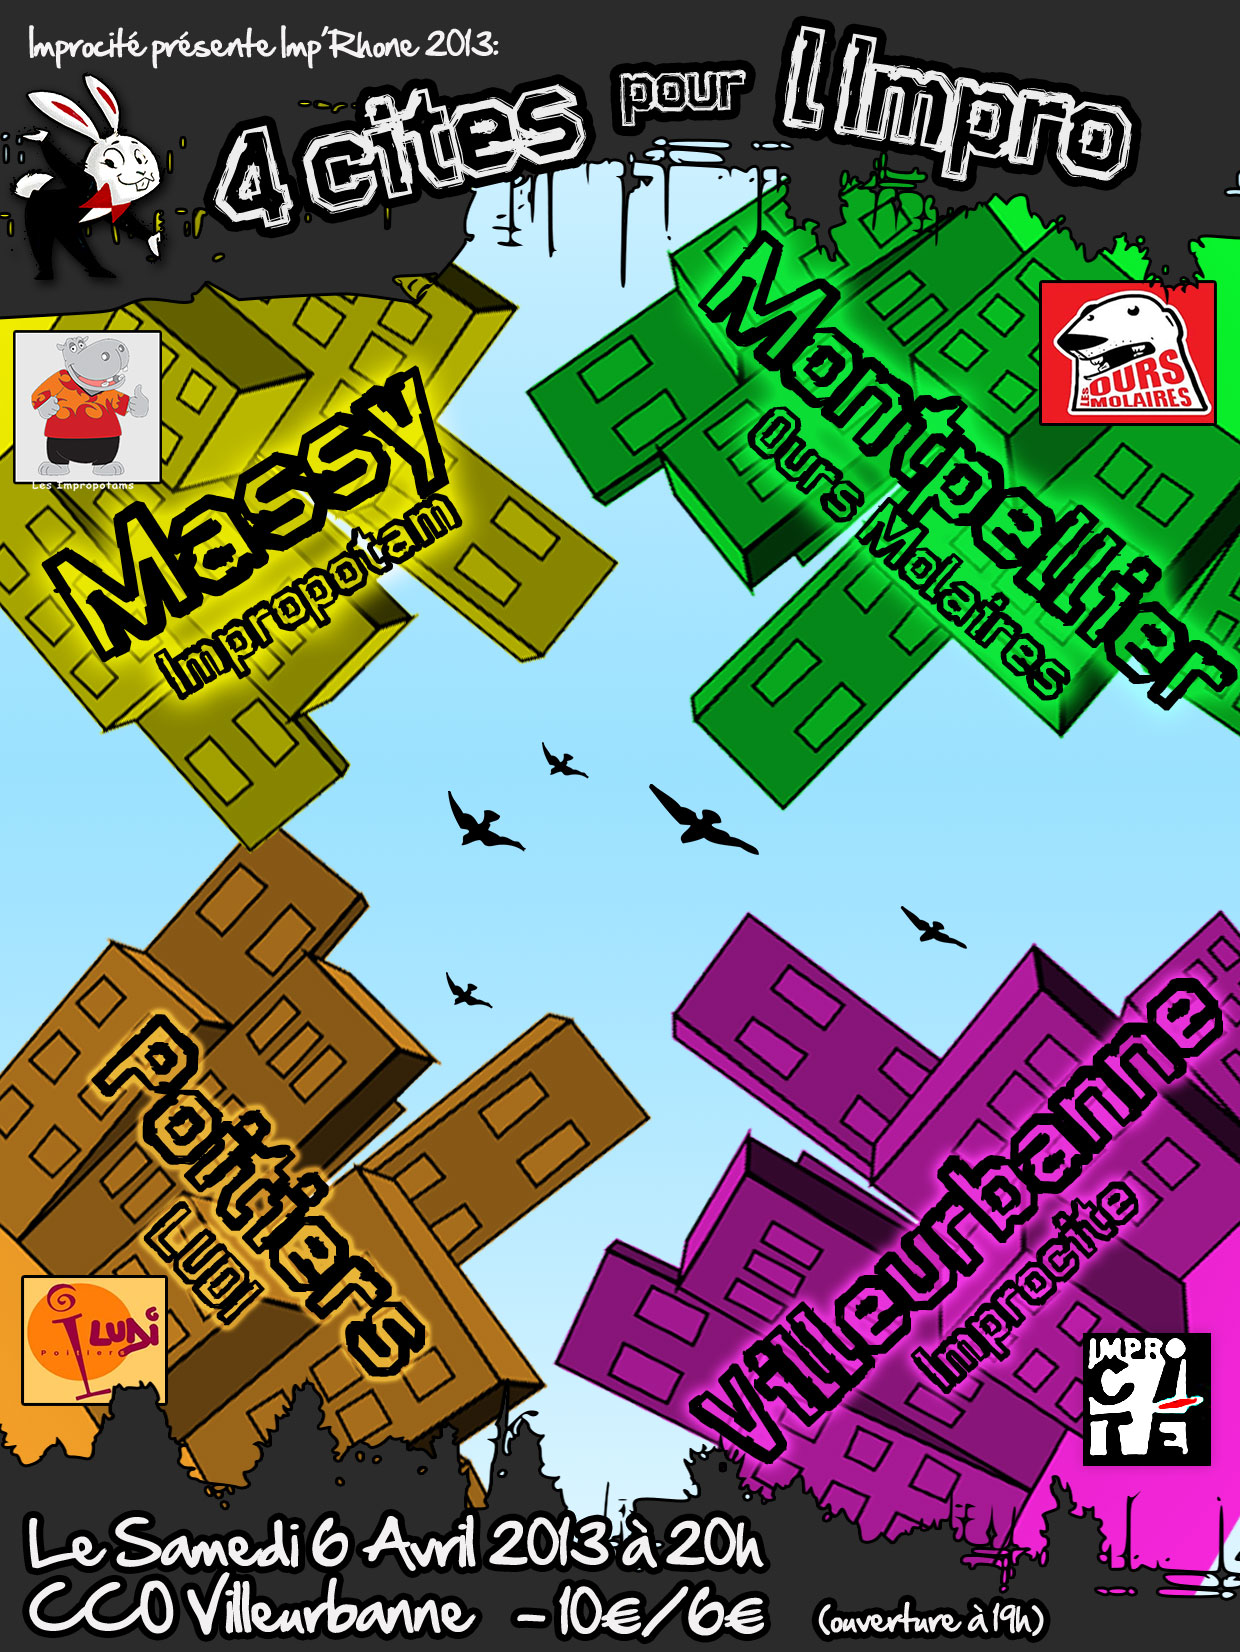 Improcité présente Imp'Rhone 2013:
4 cites pour l Impro
Massy
Impropotam
Les Impropotams
Montpellier
Ours Molaires
LES OURS
MOLAIRES
Poitiers
LUDI
LUDi
Poitiers
Villeurbanne
Improcite
IMPRO
CI
TE
Le Samedi 6 Avril 2013 à 20h
CCO Villeurbanne - 10€/6€ (ouverture à 19h)